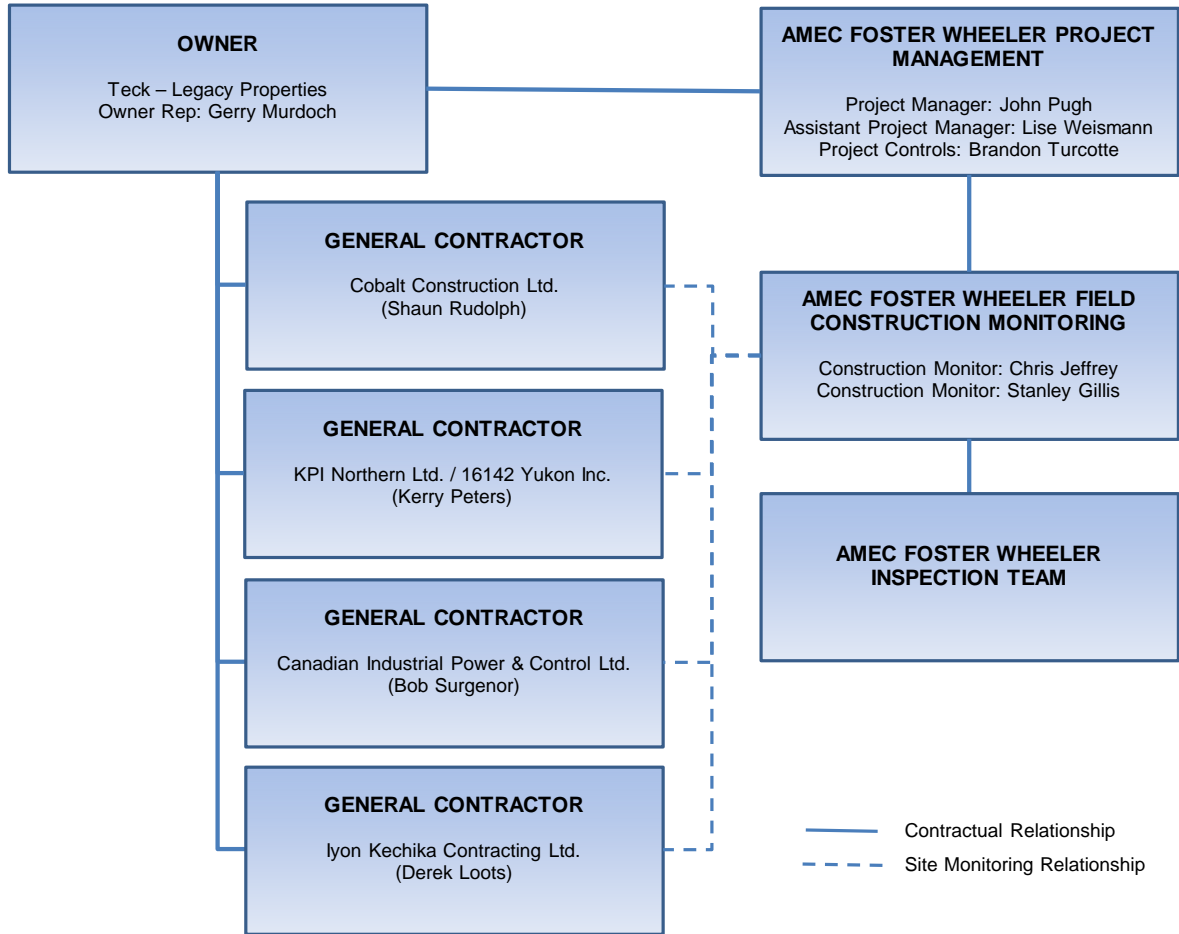 OWNER
Teck – Legacy Properties
Owner Rep: Gerry Murdoch
AMEC FOSTER WHEELER PROJECT
MANAGEMENT
Project Manager: John Pugh
Assistant Project Manager: Lise Weismann
Project Controls: Brandon Turcotte
GENERAL CONTRACTOR
Cobalt Construction Ltd.
(Shaun Rudolph)
AMEC FOSTER WHEELER FIELD
CONSTRUCTION MONITORING
Construction Monitor: Chris Jeffrey
Construction Monitor: Stanley Gillis
GENERAL CONTRACTOR
KPI Northern Ltd. / 16142 Yukon Inc.
(Kerry Peters)
AMEC FOSTER WHEELER
INSPECTION TEAM
GENERAL CONTRACTOR
Canadian Industrial Power & Control Ltd.
(Bob Surgenor)
GENERAL CONTRACTOR
Iyon Kechika Contracting Ltd.
(Derek Loots)
Contractual Relationship
Site Monitoring Relationship